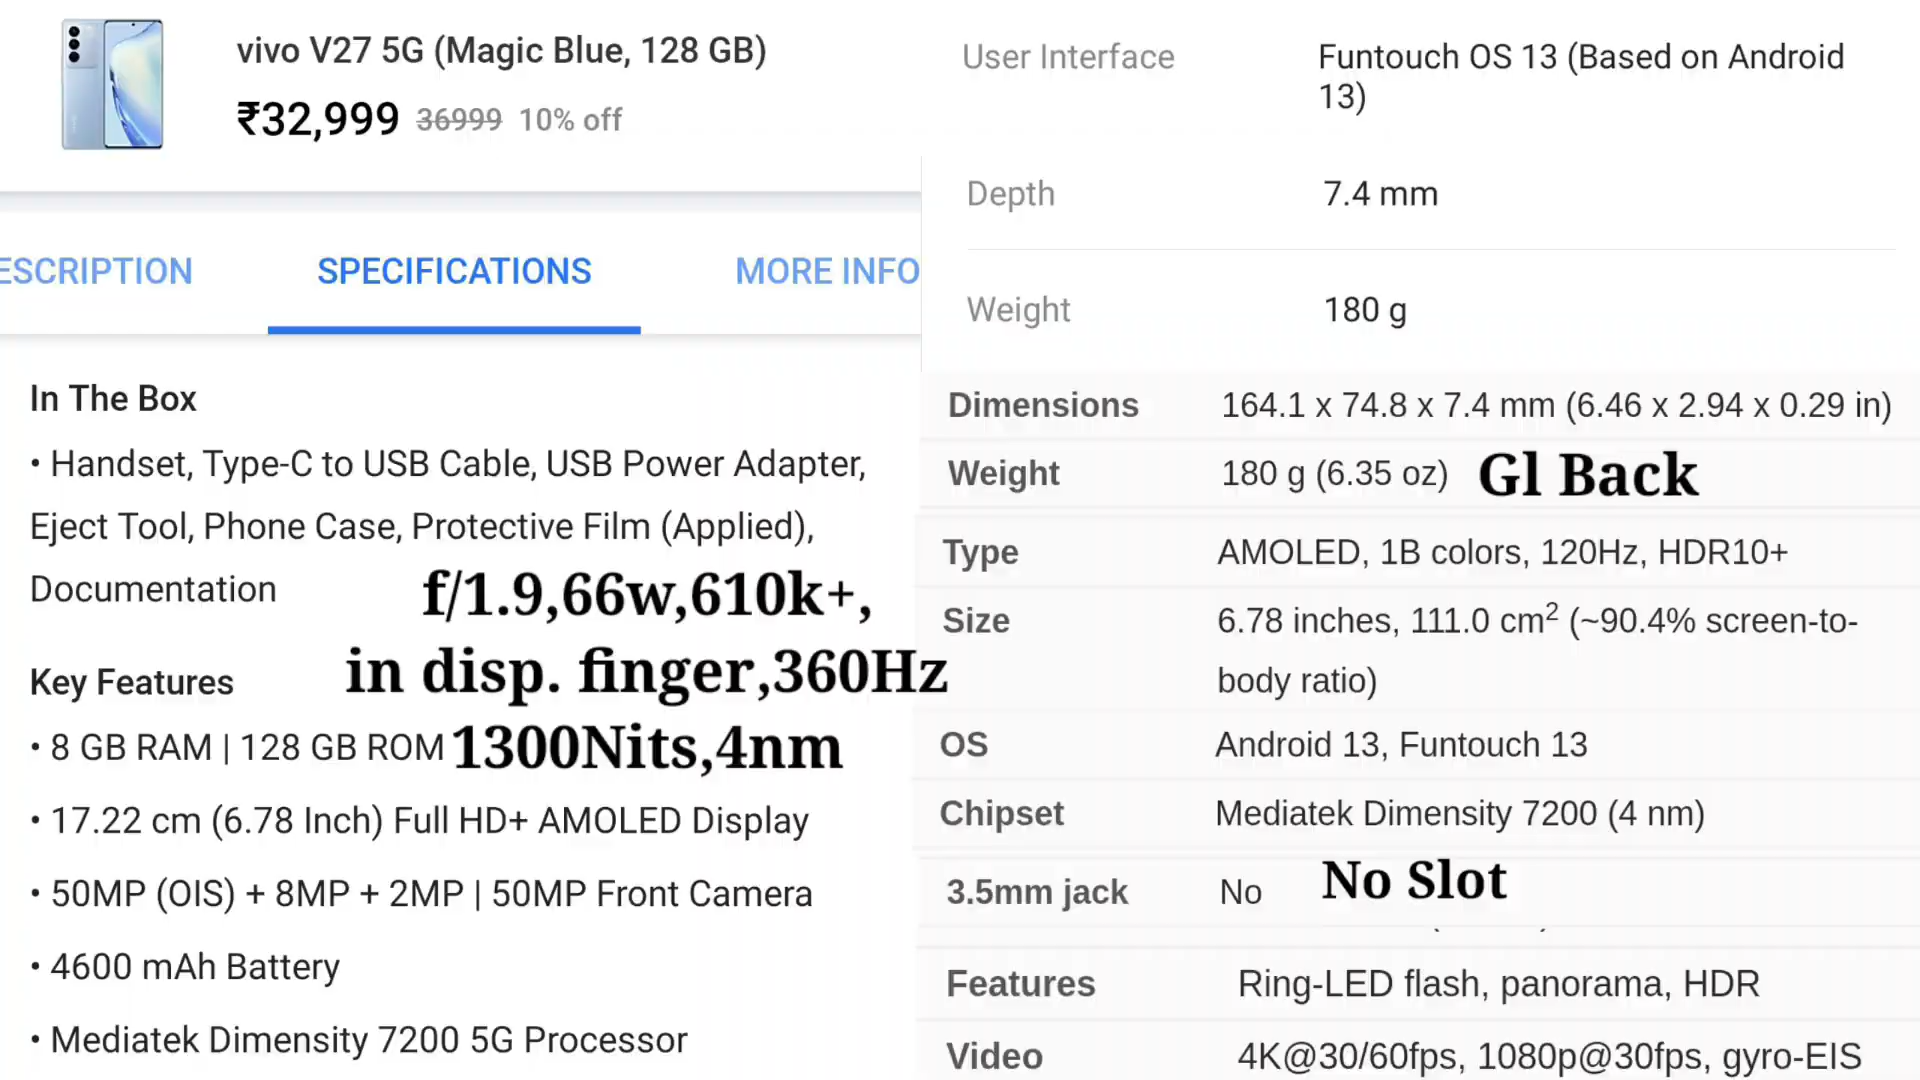 vivo V27 5G (Magic Blue, 128 GB)
₹32,999 36999 10% off
ESCRIPTION SPECIFICATIONS MORE INFO
In The Box
• Handset, Type-C to USB Cable, USB Power Adapter,
Eject Tool, Phone Case, Protective Film (Applied),
Documentation
f/1.9,66w,610k+,
in disp. finger,360Hz
Key Features
• 8 GB RAM | 128 GB ROM
1300Nits,4nm
• 17.22 cm (6.78 Inch) Full HD+ AMOLED Display
• 50MP (OIS) + 8MP + 2MP | 50MP Front Camera
• 4600 mAh Battery
• Mediatek Dimensity 7200 5G Processor
User Interface Funtouch OS 13 (Based on Android
13)
Depth 7.4 mm
Weight 180 g
Dimensions 164.1 x 74.8 x 7.4 mm (6.46 x 2.94 x 0.29 in)
Weight 180 g (6.35 oz) Gl Back
Type AMOLED, 1B colors, 120Hz, HDR10+
Size 6.78 inches, 111.0 cm² (~90.4% screen-to-
body ratio)
OS Android 13, Funtouch 13
Chipset Mediatek Dimensity 7200 (4 nm)
3.5mm jack No No Slot
Features Ring-LED flash, panorama, HDR
Video 4K@30/60fps, 1080p@30fps, gyro-EIS